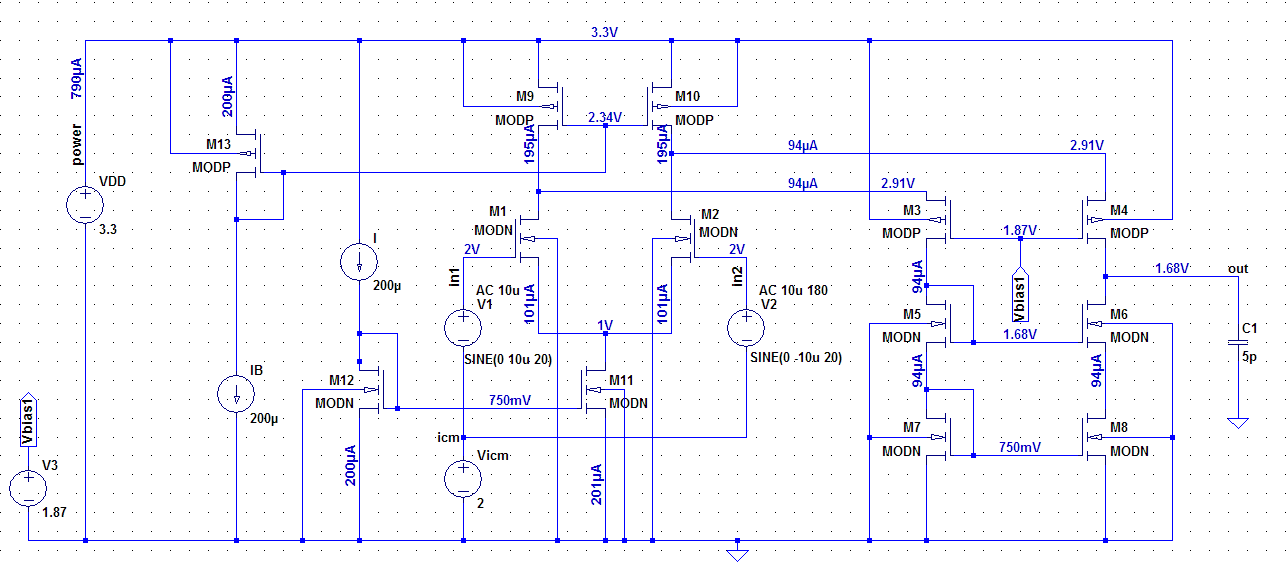 3.3V
790µA
power
VDD
3.3
200µA
M13
MODP
M9
MODP
195µA
2.34V
M10
MODP
195µA
94µA
2.91V
94µA
2.91V
M1
MODN
2V
In1
M2
MODN
2V
In2
M3
MODP
M4
MODP
1.87V
Vbias1
1.68V
out
C1
5p
I
200µ
AC 10u
V1
SINE(0 10u 20)
101µA
101µA
1V
AC 10u 180
V2
SINE(0 -10u 20)
94µA
M5
MODN
1.68V
M6
MODN
94µA
94µA
IB
200µ
M12
MODN
750mV
M11
MODN
M7
MODN
750mV
M8
MODN
icm
Vicm
2
200µA
201µA
Vbias1
V3
1.87